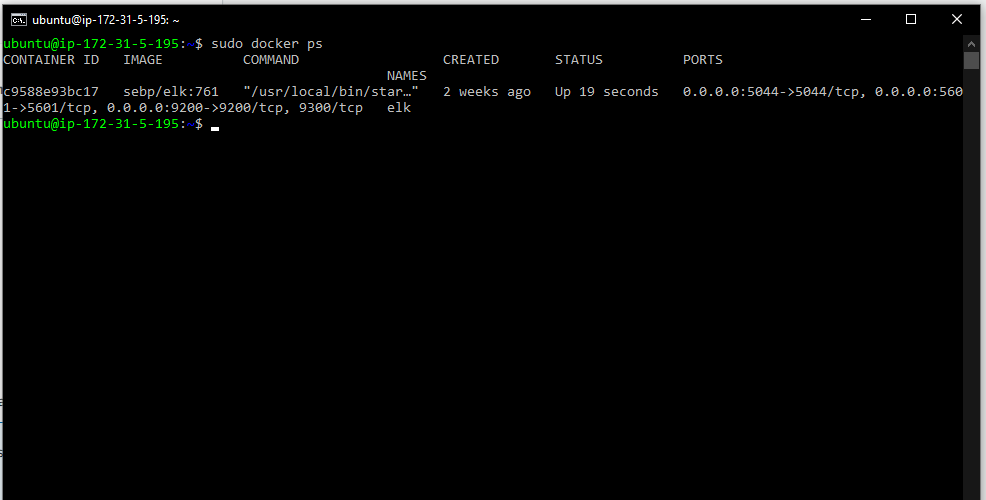 ubuntu@ip-172-31-5-195: ~
ubuntu@ip-172-31-5-195:~$ sudo docker ps
CONTAINER ID   IMAGE          COMMAND                  CREATED       STATUS          PORTS
                                                NAMES
c9588e93bc17   sebp/elk:761   "/usr/local/bin/star…"   2 weeks ago   Up 19 seconds   0.0.0.0:5044->5044/tcp, 0.0.0.0:560
1->5601/tcp, 0.0.0.0:9200->9200/tcp, 9300/tcp   elk
ubuntu@ip-172-31-5-195:~$